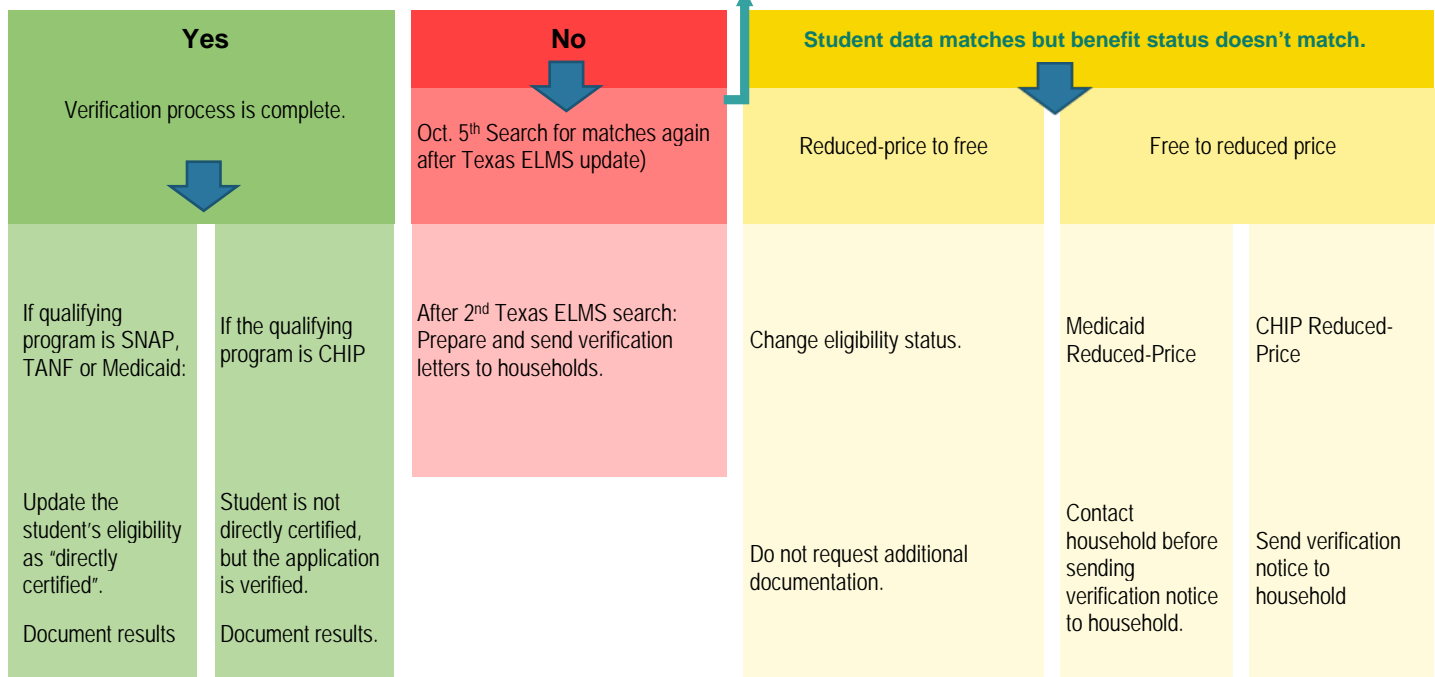 Yes
Verification process is complete.
If qualifying
program is SNAP,
TANF or Medicaid:
Update the
student's eligibility
as "directly
certified".
Document results
If the qualifying
program is CHIP
Student is not
directly certified,
but the application
is verified.
Document results.
No
Oct. 5th Search for matches again
after Texas ELMS update)
After 2nd Texas ELMS search:
Prepare and send verification
letters to households.
Student data matches but benefit status doesn't match.
Reduced-price to free
Change eligibility status.
Do not request additional
documentation.
Free to reduced price
Medicaid
Reduced-Price
Contact
household before
sending
verification notice
to household.
CHIP Reduced-
Price
Send verification
notice to
household